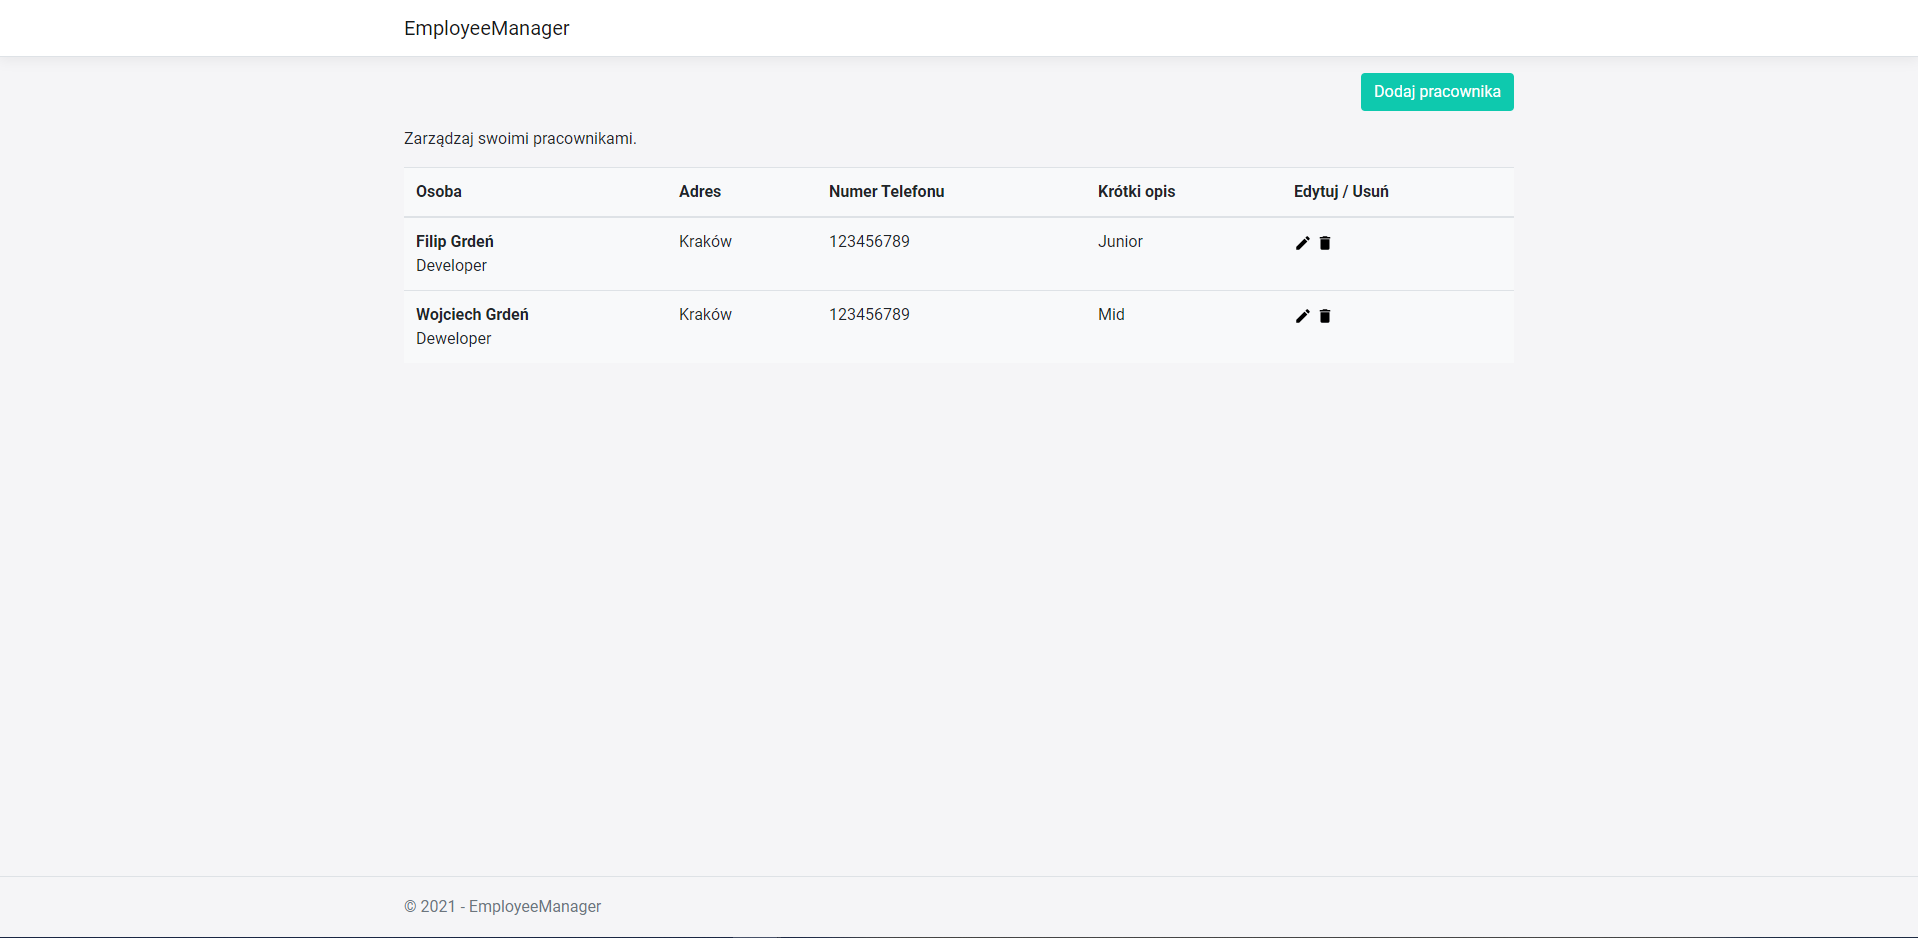 EmployeeManager
Dodaj pracownika
Zarządzaj swoimi pracownikami.
Osoba Adres Numer Telefonu Krótki opis Edytuj / Usuń
Filip Grdeń Kraków 123456789 Junior
Developer
Wojciech Grdeń Kraków 123456789 Mid
Deweloper
© 2021 - EmployeeManager